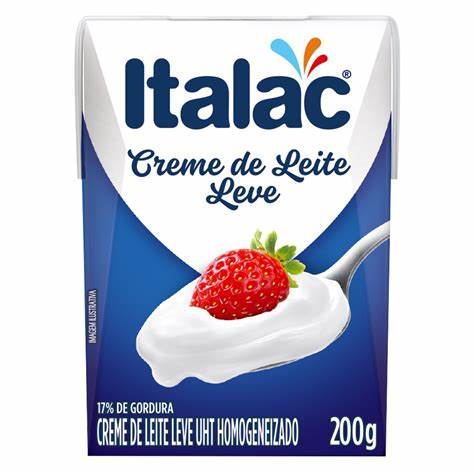 Italac®
Creme de Leite
Leve
IMAGEM ILUSTRATIVA
17% DE GORDURA
CREME DE LEITE LEVE UHT HOMOGENEIZADO
200g